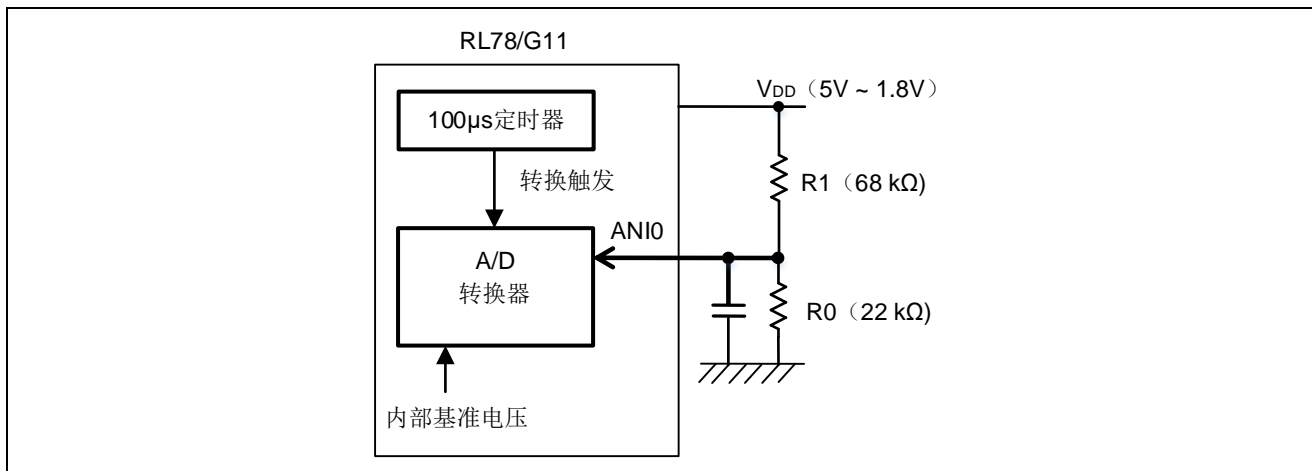 RL78/G11
VDD（5V ~ 1.8V）
100μs定时器
转换触发
R1（68 kΩ)
ANI0
A/D
转换器
R0（22 kΩ)
内部基准电压